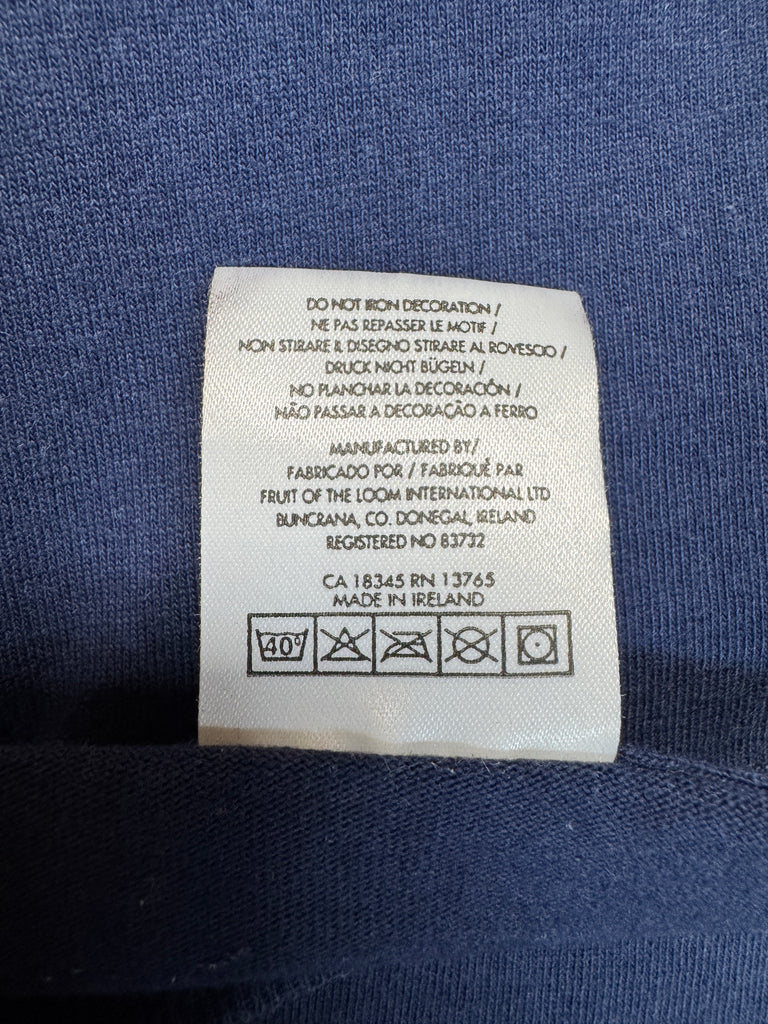 DO NOT IRON DECORATION /
NE PAS REPASSER LE MOTIF /
NON STIRARE IL DISEGNO STIRARE AL ROVESCIO /
DRUCK NICHT BÜGELN /
NO PLANCHAR LA DECORACIÓN /
NÃO PASSAR A DECORAÇÃO A FERRO
MANUFACTURED BY/
FABRICADO POR / FABRIQUÉ PAR
FRUIT OF THE LOOM INTERNATIONAL LTD
BUNCRANA, CO. DONEGAL, IRELAND
REGISTERED NO 83732
CA 18345 RN 13765
MADE IN IRELAND
40°